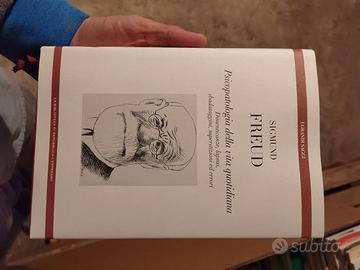 I GRANDI SAGGI
SIGMUND
FREUD
Psicopatologia della vita quotidiana
Dimenticanze, lapsus,
sbadataggini, superstizioni ed errori
subito